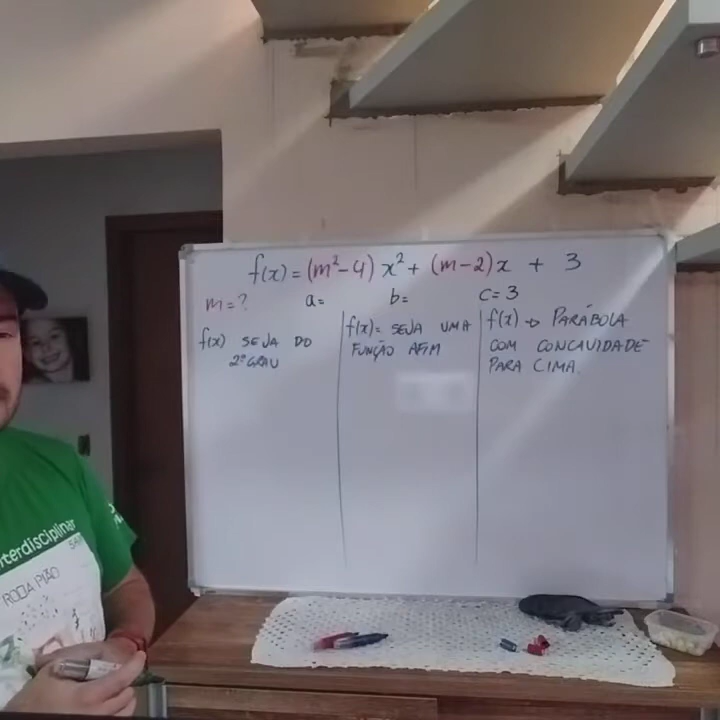 f(x) = (m²-4) x² + (m-2) x + 3
m=? a= b= c=3
f(x) SEJA DO
2º GRAU
f(x)= SEJA UMA
FUNÇÃO AFIM
f(x) → PARÁBOLA
COM CONCAVIDADE
PARA CIMA.
nterdisciplinar
RODA PIÃO